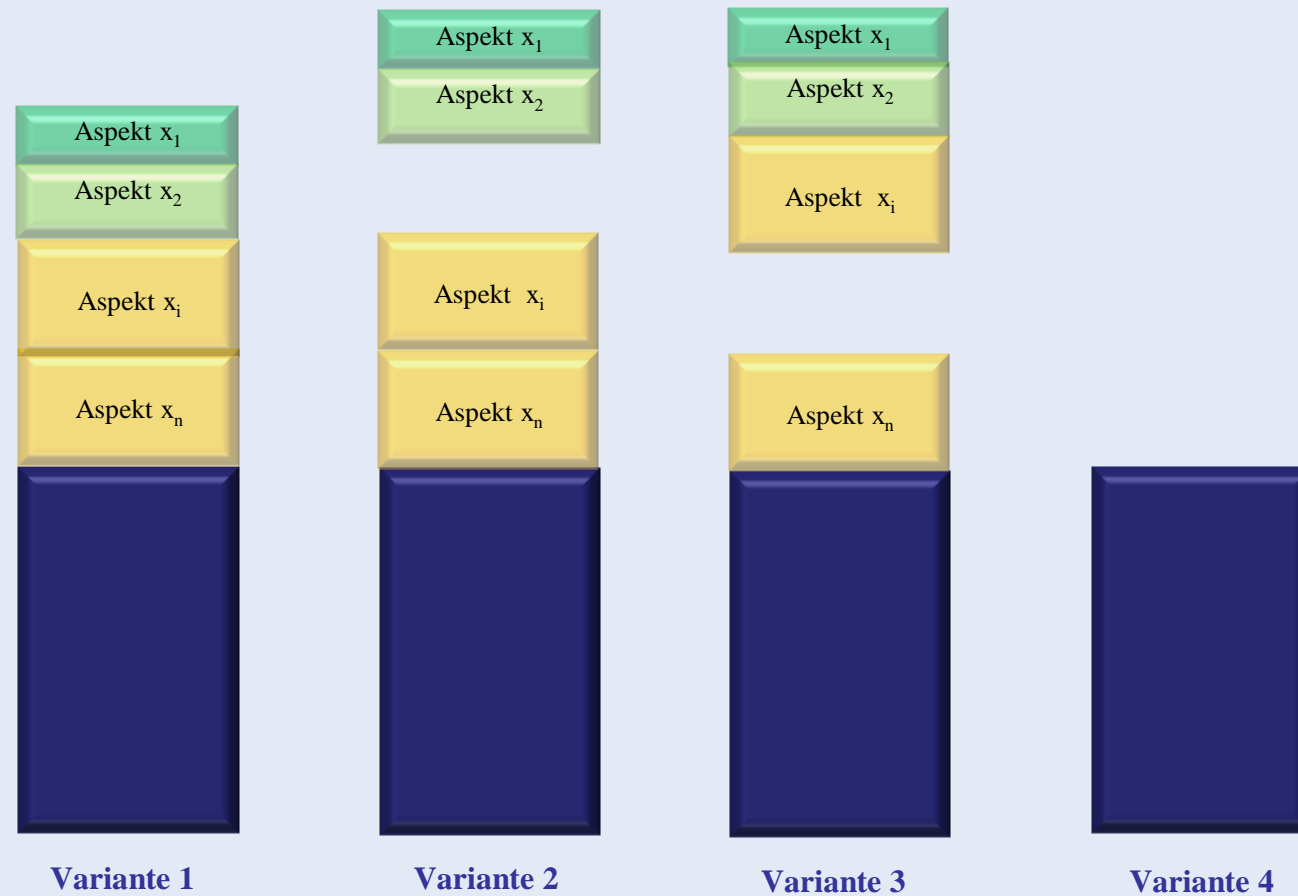 Aspekt x1
Aspekt x2
Aspekt xi
Aspekt xn
Variante 1
Aspekt x1
Aspekt x2
Aspekt xi
Aspekt xn
Variante 2
Aspekt x1
Aspekt x2
Aspekt xi
Aspekt xn
Variante 3
Variante 4